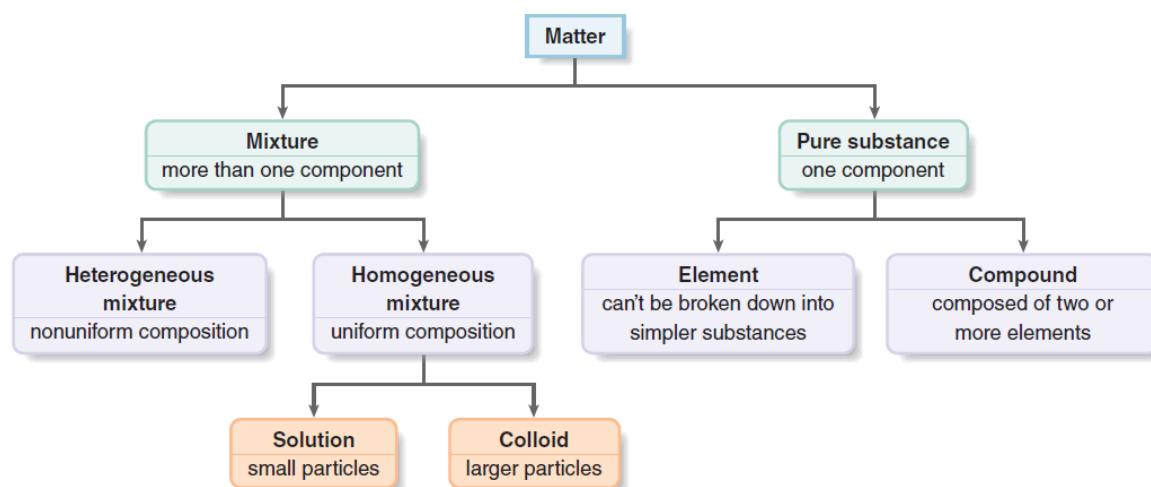 Matter
Mixture
more than one component
Pure substance
one component
Heterogeneous
mixture
nonuniform composition
Homogeneous
mixture
uniform composition
Element
can't be broken down into
simpler substances
Compound
composed of two or
more elements
Solution
small particles
Colloid
larger particles